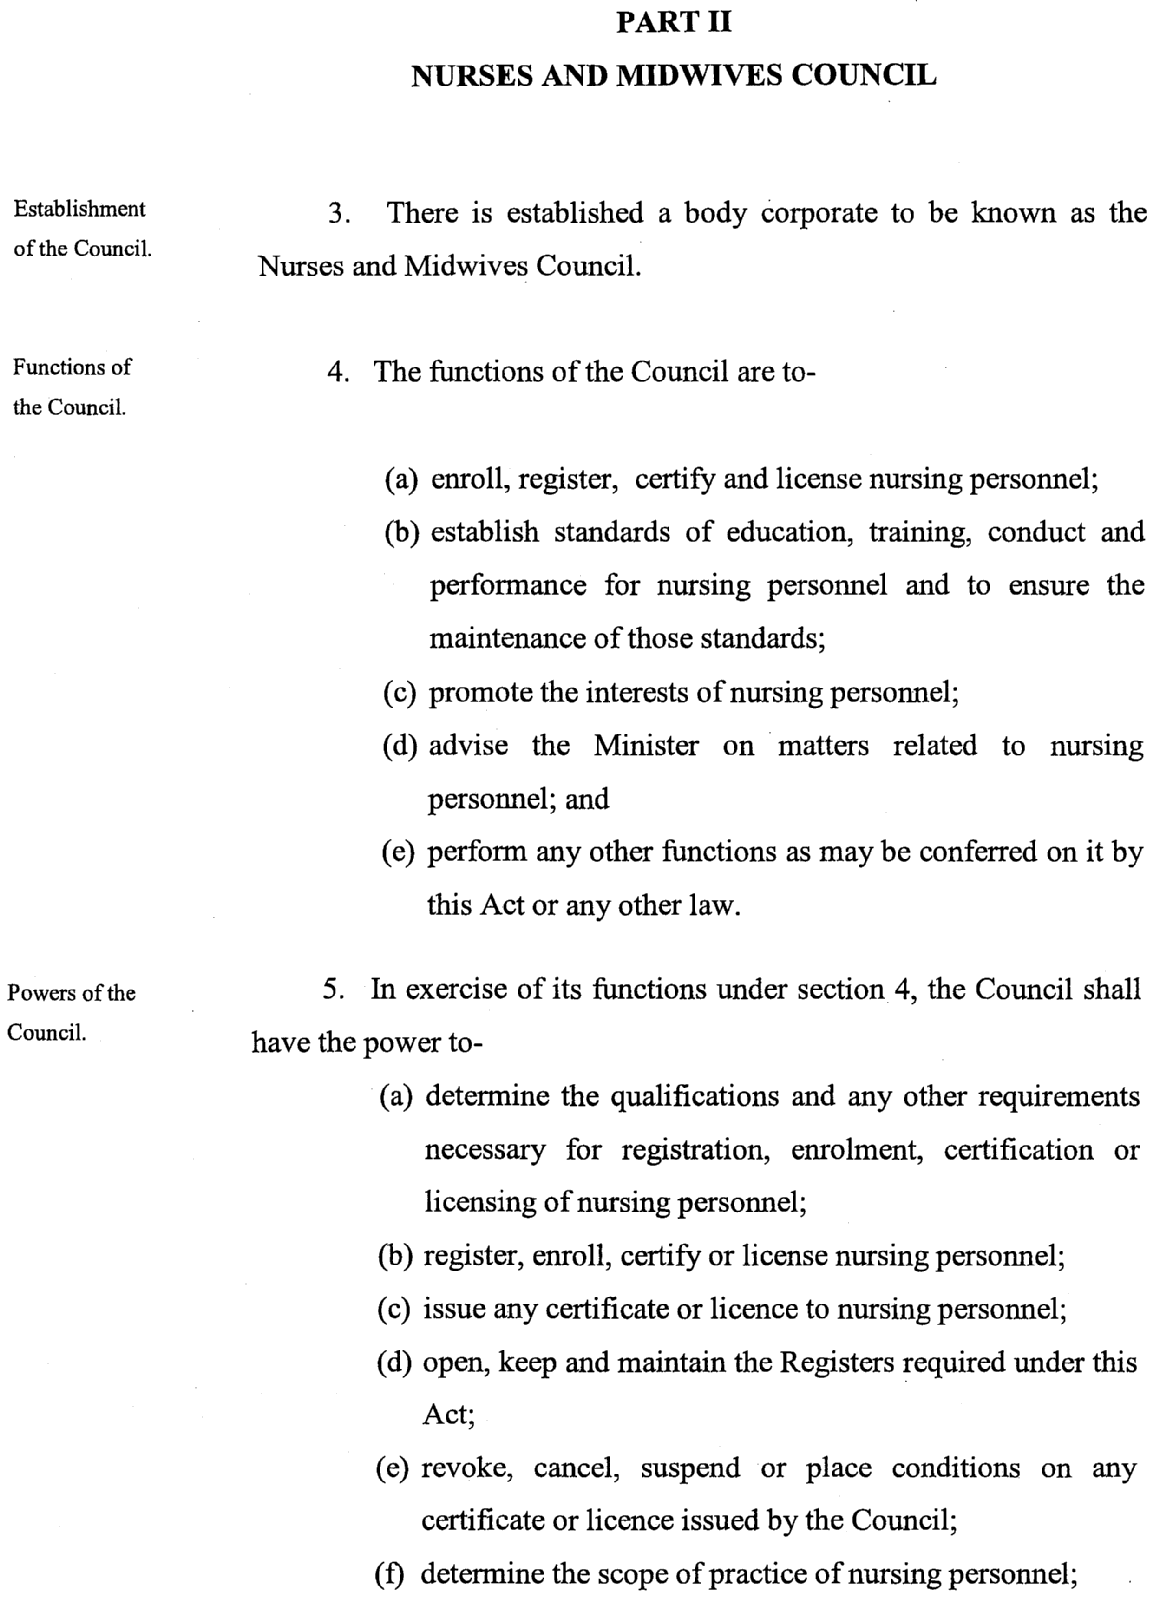 PART II
NURSES AND MIDWIVES COUNCIL
Establishment
of the Council.
3. There is established a body corporate to be known as the
Nurses and Midwives Council.
Functions of
the Council.
4. The functions of the Council are to-
(a) enroll, register, certify and license nursing personnel;
(b) establish standards of education, training, conduct and
performance for nursing personnel and to ensure the
maintenance of those standards;
(c) promote the interests of nursing personnel;
(d) advise the Minister on matters related to nursing
personnel; and
(e) perform any other functions as may be conferred on it by
this Act or any other law.
Powers of the
Council.
5. In exercise of its functions under section 4, the Council shall
have the power to-
(a) determine the qualifications and any other requirements
necessary for registration, enrolment, certification or
licensing of nursing personnel;
(b) register, enroll, certify or license nursing personnel;
(c) issue any certificate or licence to nursing personnel;
(d) open, keep and maintain the Registers required under this
Act;
(e) revoke, cancel, suspend or place conditions on any
certificate or licence issued by the Council;
(f) determine the scope of practice of nursing personnel;